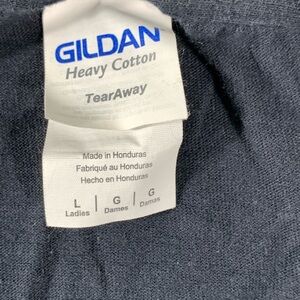 GILDAN
Heavy Cotton
TearAway
Made in Honduras
Fabriqué au Honduras
Hecho en Honduras
L | G | G
Ladies | Dames | Damas